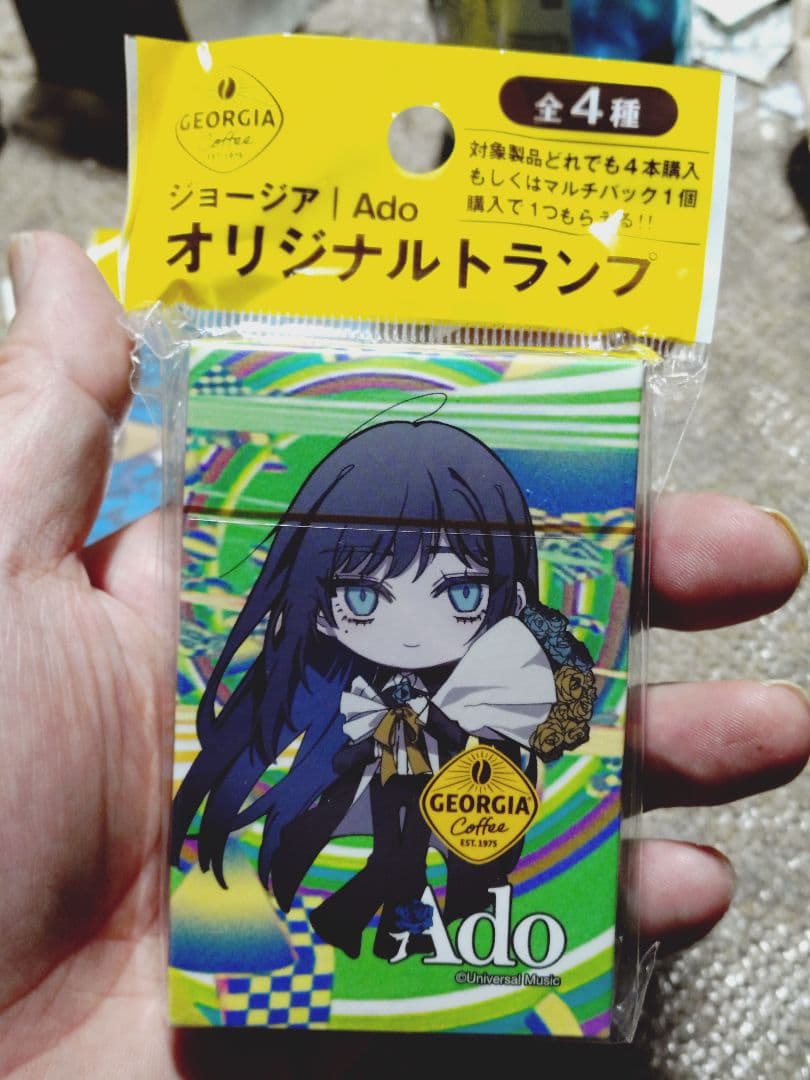 GEORGIA
Coffee
EST. 1975
全4種
対象製品どれでも4本購入
もしくはマルチパック1個
購入で1つもらえる!!
ジョージア | Ado
オリジナルトランプ
GEORGIA
Coffee
EST. 1975
Ado
©Universal Music